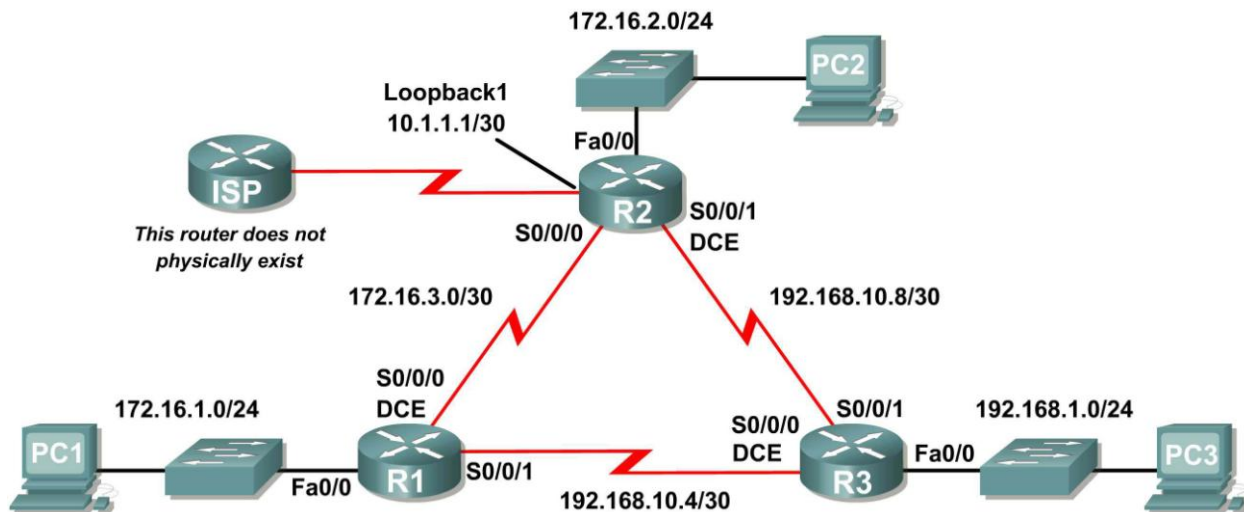 172.16.2.0/24
PC2
Loopback1
10.1.1.1/30
Fa0/0
ISP
R2
This router does not
physically exist
S0/0/0
S0/0/1
DCE
172.16.3.0/30
192.168.10.8/30
S0/0/0
DCE
172.16.1.0/24
PC1
Fa0/0
R1
S0/0/1
192.168.10.4/30
S0/0/0
DCE
S0/0/1
R3
Fa0/0
192.168.1.0/24
PC3